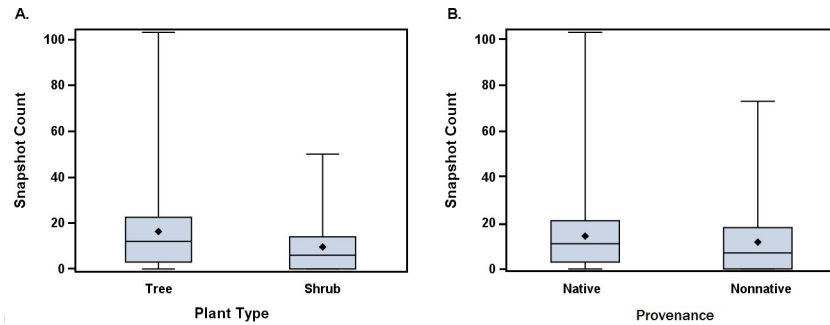 A.
Snapshot Count
100
80
60
40
20
0
Tree Shrub
Plant Type
B.
Snapshot Count
100
80
60
40
20
0
Native Nonnative
Provenance